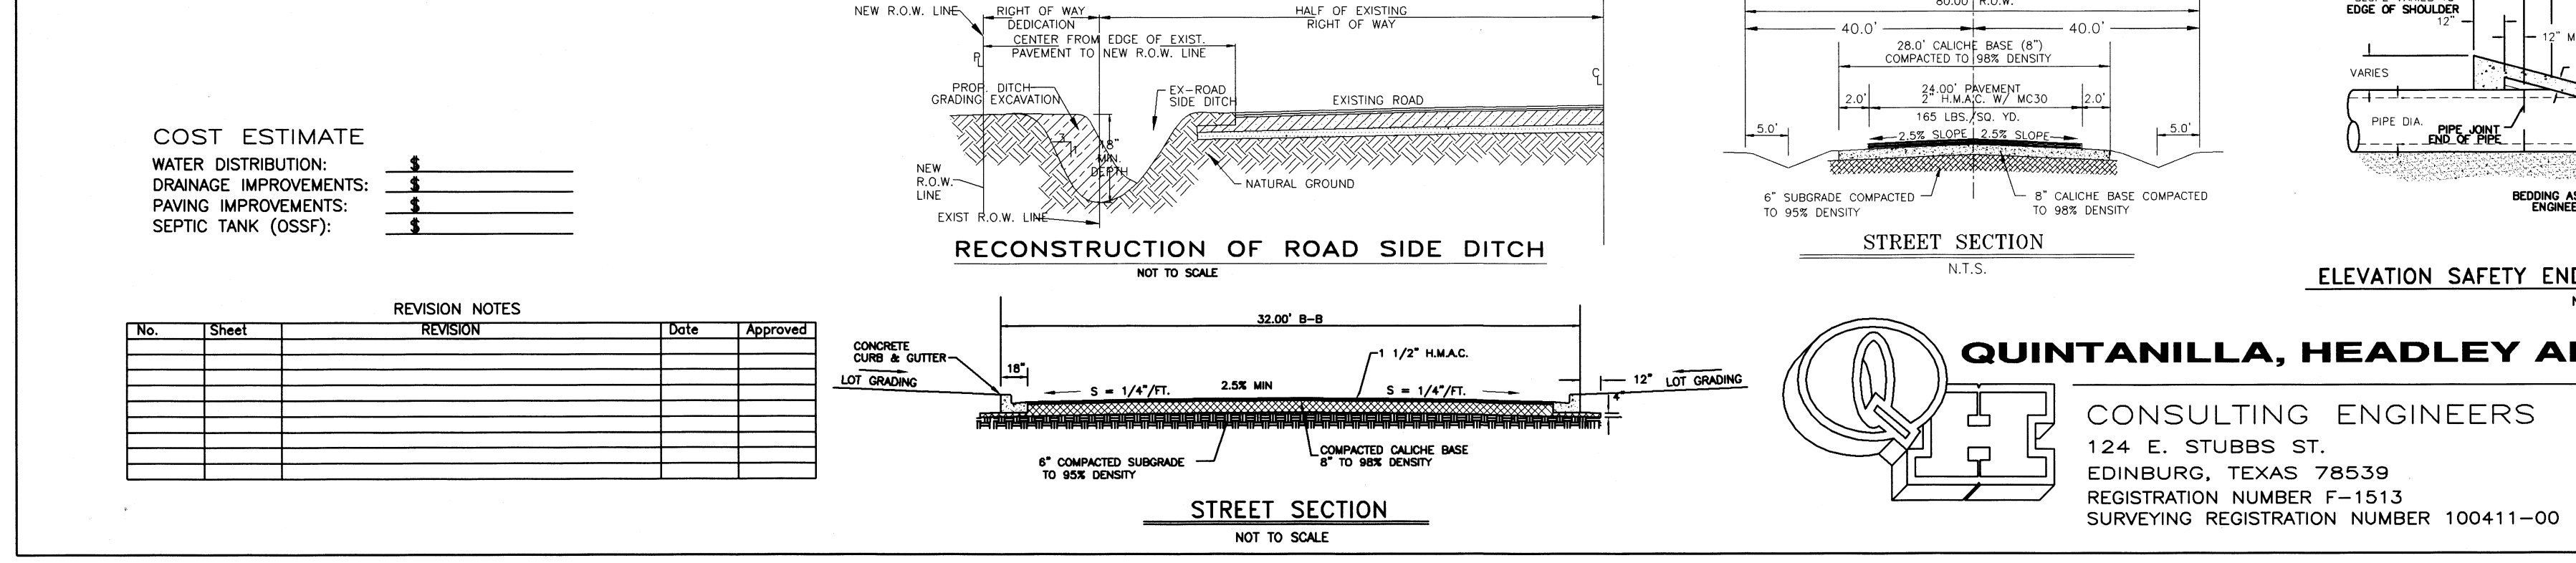 COST ESTIMATE
WATER DISTRIBUTION: $
DRAINAGE IMPROVEMENTS: $
PAVING IMPROVEMENTS: $
SEPTIC TANK (OSSF): $
REVISION NOTES
No. Sheet REVISION Date Approved
NEW R.O.W. LINE
RIGHT OF WAY
DEDICATION
HALF OF EXISTING
RIGHT OF WAY
CENTER FROM EDGE OF EXIST.
PAVEMENT TO NEW R.O.W. LINE
PROP. DITCH
GRADING EXCAVATION
EX-ROAD
SIDE DITCH
EXISTING ROAD
3
1
18"
MIN.
DEPTH
NEW
R.O.W.
LINE
NATURAL GROUND
EXIST R.O.W. LINE
RECONSTRUCTION OF ROAD SIDE DITCH
NOT TO SCALE
32.00' B-B
CONCRETE
CURB & GUTTER
LOT GRADING
18"
S = 1/4"/FT.
2.5% MIN
1 1/2" H.M.A.C.
S = 1/4"/FT.
12"
LOT GRADING
4"
6" COMPACTED SUBGRADE
TO 95% DENSITY
COMPACTED CALICHE BASE
8" TO 98% DENSITY
STREET SECTION
NOT TO SCALE
80.00' R.O.W.
40.0' 40.0'
28.0' CALICHE BASE (8")
COMPACTED TO 98% DENSITY
24.00' PAVEMENT
2.0' 2" H.M.A.C. W/ MC30 2.0'
165 LBS./SQ. YD.
5.0' 2.5% SLOPE 2.5% SLOPE 5.0'
6" SUBGRADE COMPACTED
TO 95% DENSITY
8" CALICHE BASE COMPACTED
TO 98% DENSITY
STREET SECTION
N.T.S.
EDGE OF SHOULDER
12"
12" M
VARIES
PIPE DIA.
PIPE JOINT
END OF PIPE
BEDDING AS
ENGINEE
ELEVATION SAFETY END
QH
QUINTANILLA, HEADLEY A
CONSULTING ENGINEERS
124 E. STUBBS ST.
EDINBURG, TEXAS 78539
REGISTRATION NUMBER F-1513
SURVEYING REGISTRATION NUMBER 100411-00